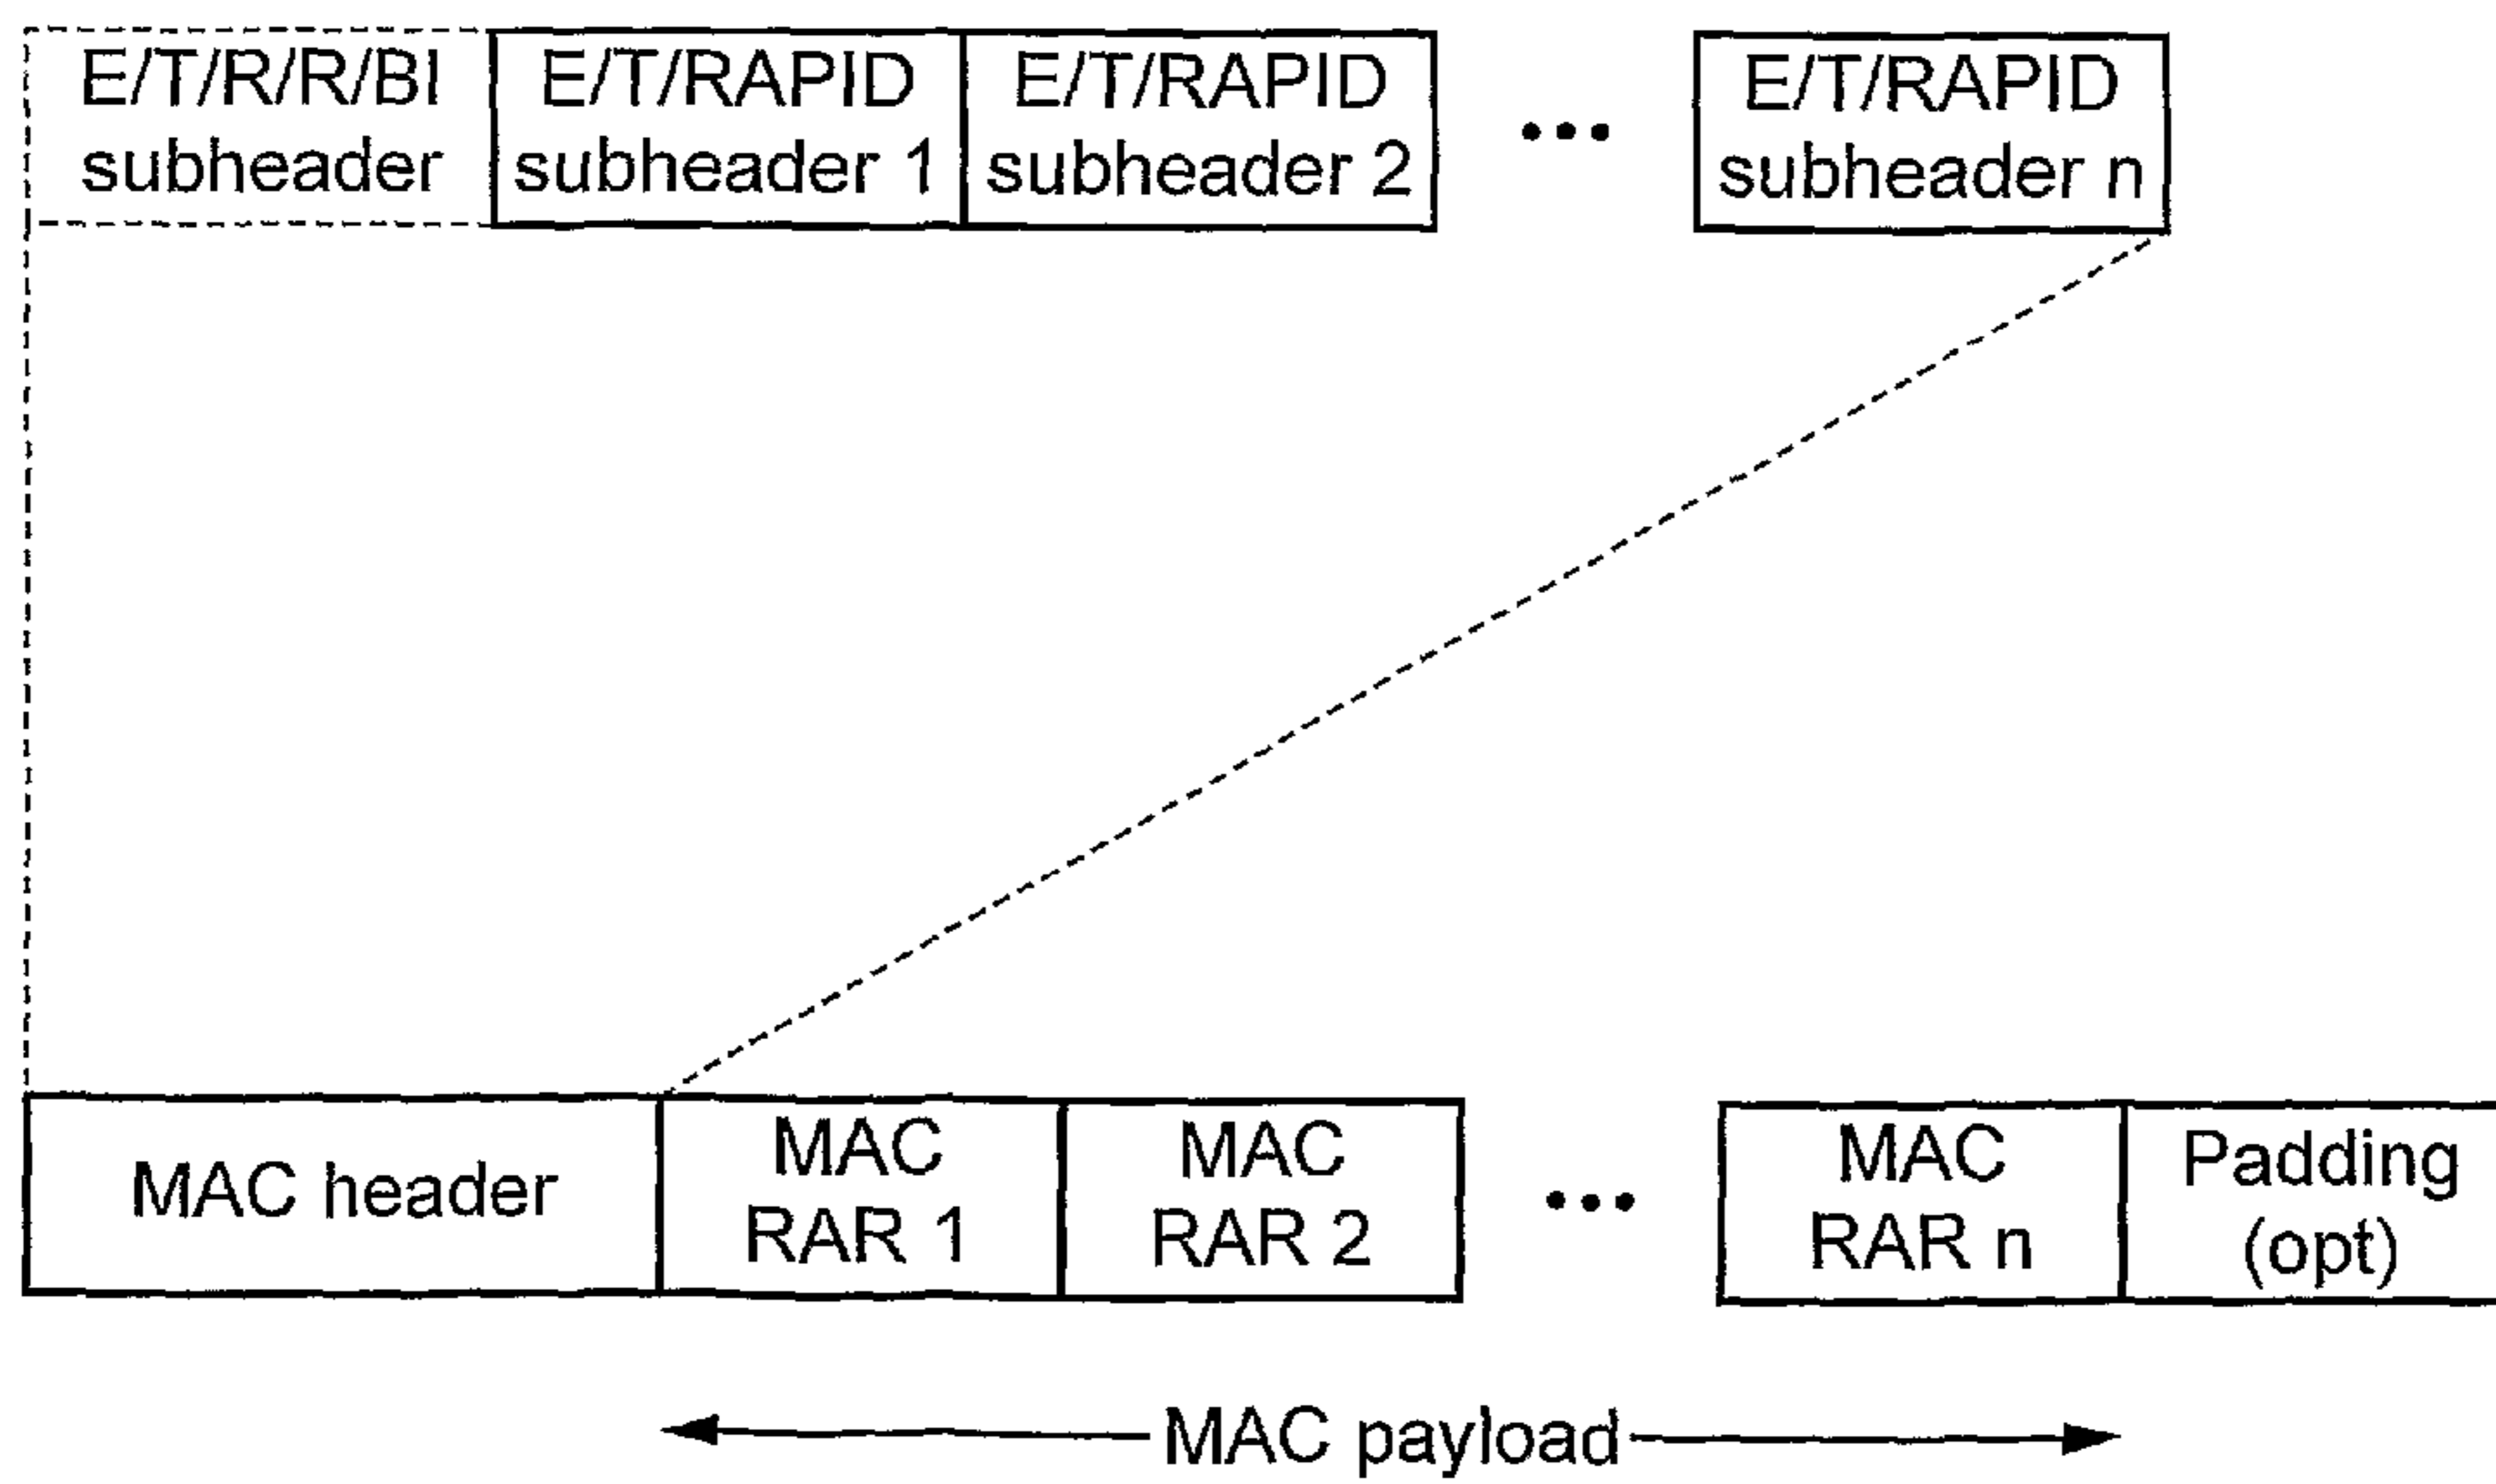 E/T/R/R/BI
subheader
E/T/RAPID
subheader 1
E/T/RAPID
subheader 2
•••
E/T/RAPID
subheader n
MAC header
MAC
RAR 1
MAC
RAR 2
•••
MAC
RAR n
Padding
(opt)
MAC payload